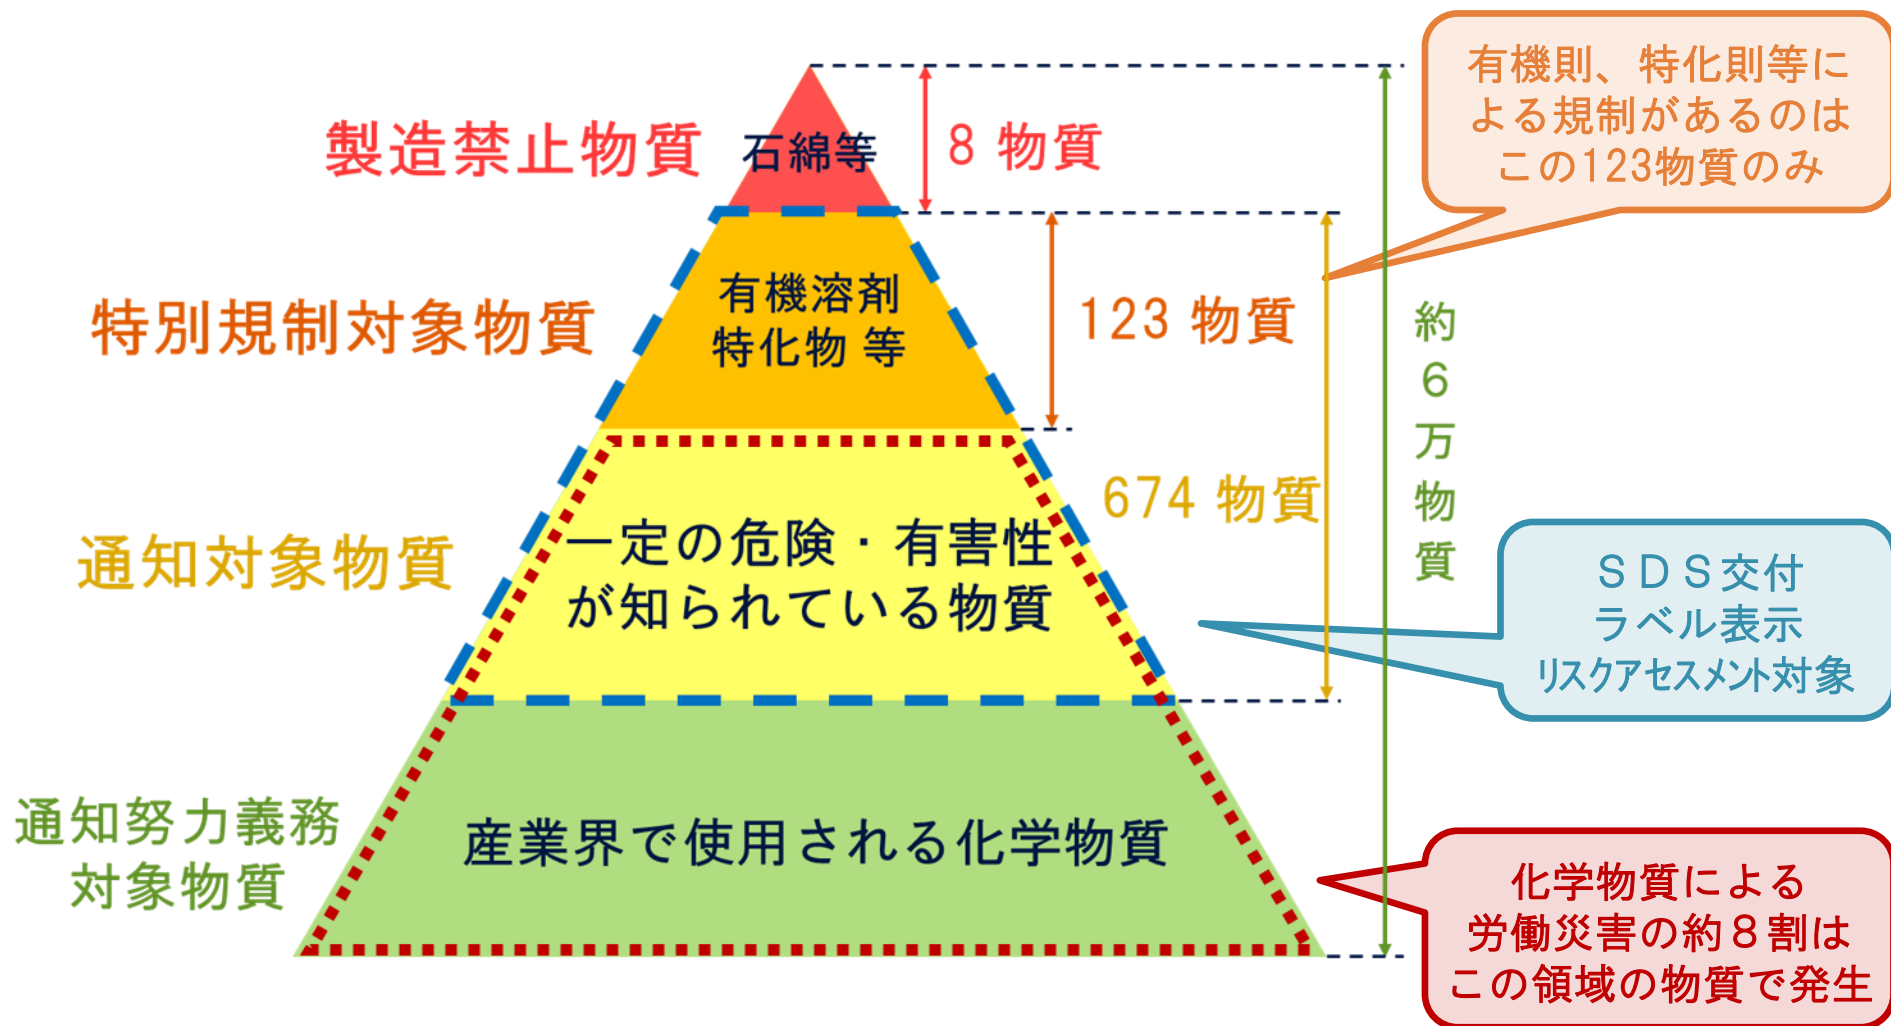 有機則、特化則等に
よる規制があるのは
この123物質のみ
製造禁止物質
石綿等
8 物質
特別規制対象物質
有機溶剤
特化物 等
123 物質
約6万物質
通知対象物質
一定の危険・有害性
が知られている物質
674 物質
SDS交付
ラベル表示
リスクアセスメント対象
通知努力義務
対象物質
産業界で使用される化学物質
化学物質による
労働災害の約8割は
この領域の物質で発生